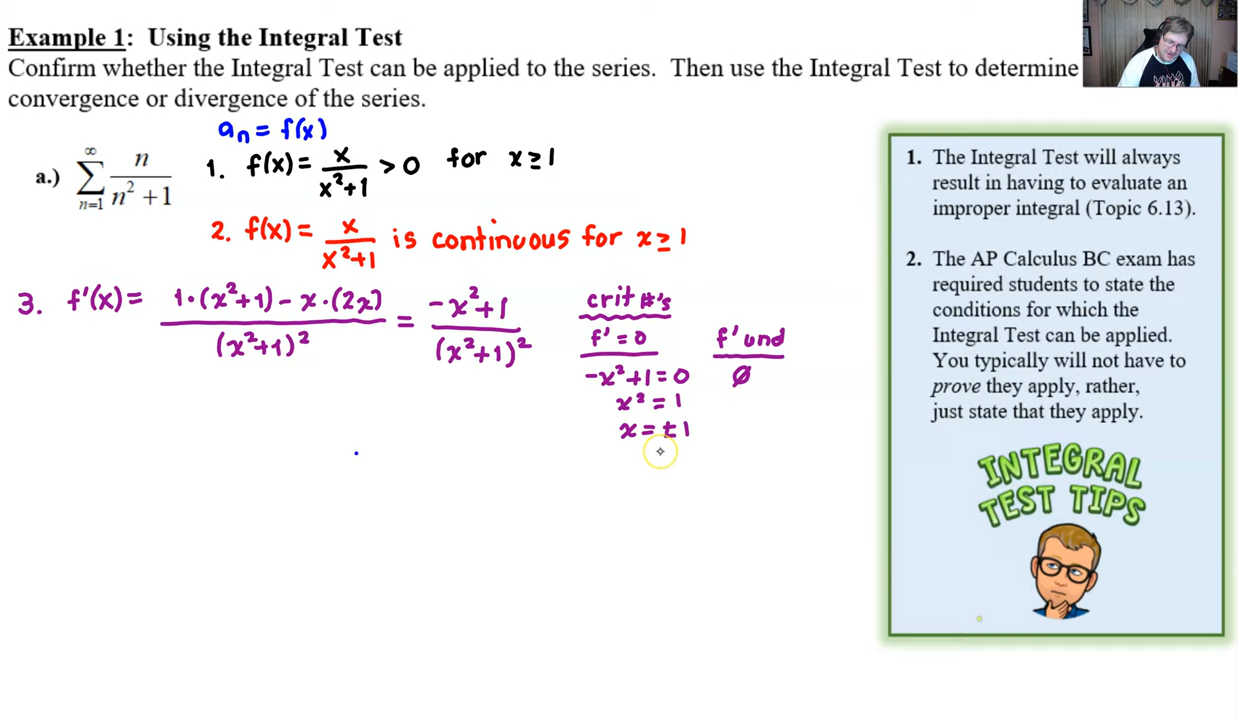 Example 1: Using the Integral Test
Confirm whether the Integral Test can be applied to the series. Then use the Integral Test to determine
convergence or divergence of the series.
aₙ = f(x)
a.) ∑_{n=1}^{∞} n/(n² + 1)
1. f(x) = x/(x²+1) > 0 for x ≥ 1
2. f(x) = x/(x²+1) is continuous for x ≥ 1
3. f'(x) = (1·(x²+1) − x·(2x))/(x²+1)² = (−x²+1)/(x²+1)²
crit #'s
f' = 0 f' und
−x²+1 = 0 ∅
x² = 1
x = ±1
1. The Integral Test will always
result in having to evaluate an
improper integral (Topic 6.13).
2. The AP Calculus BC exam has
required students to state the
conditions for which the
Integral Test can be applied.
You typically will not have to
prove they apply, rather,
just state that they apply.
INTEGRAL
TEST TIPS